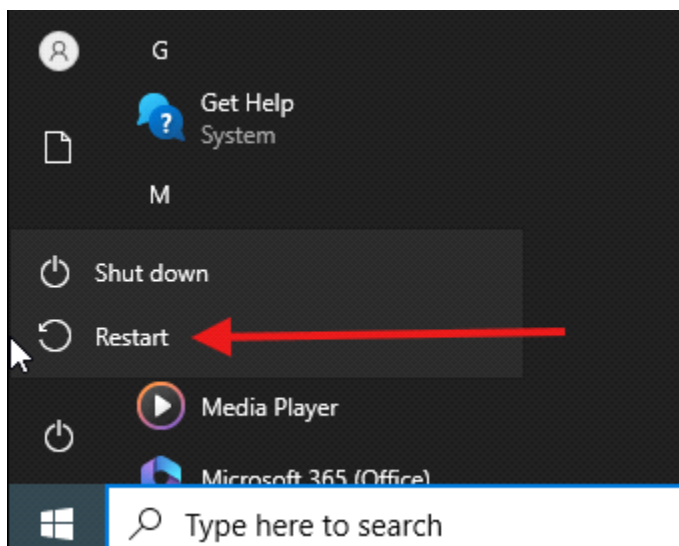 G
Get Help
System
M
Shut down
Restart
Media Player
Microsoft 365 (Office)
Type here to search